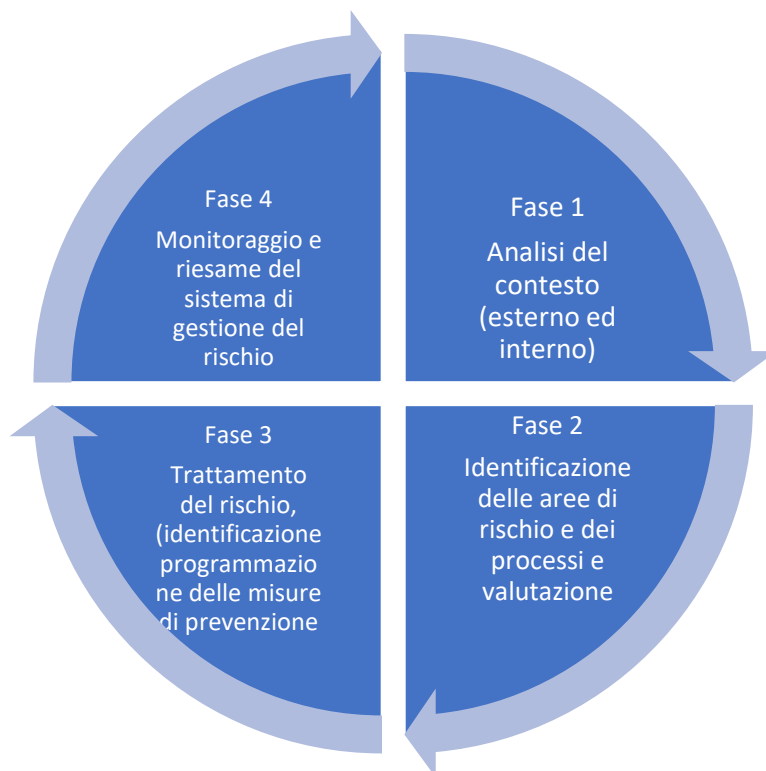 Fase 1
Analisi del
contesto
(esterno ed
interno)
Fase 2
Identificazione
delle aree di
rischio e dei
processi e
valutazione
Fase 3
Trattamento
del rischio,
(identificazione
programmazio
ne delle misure
di prevenzione
Fase 4
Monitoraggio e
riesame del
sistema di
gestione del
rischio